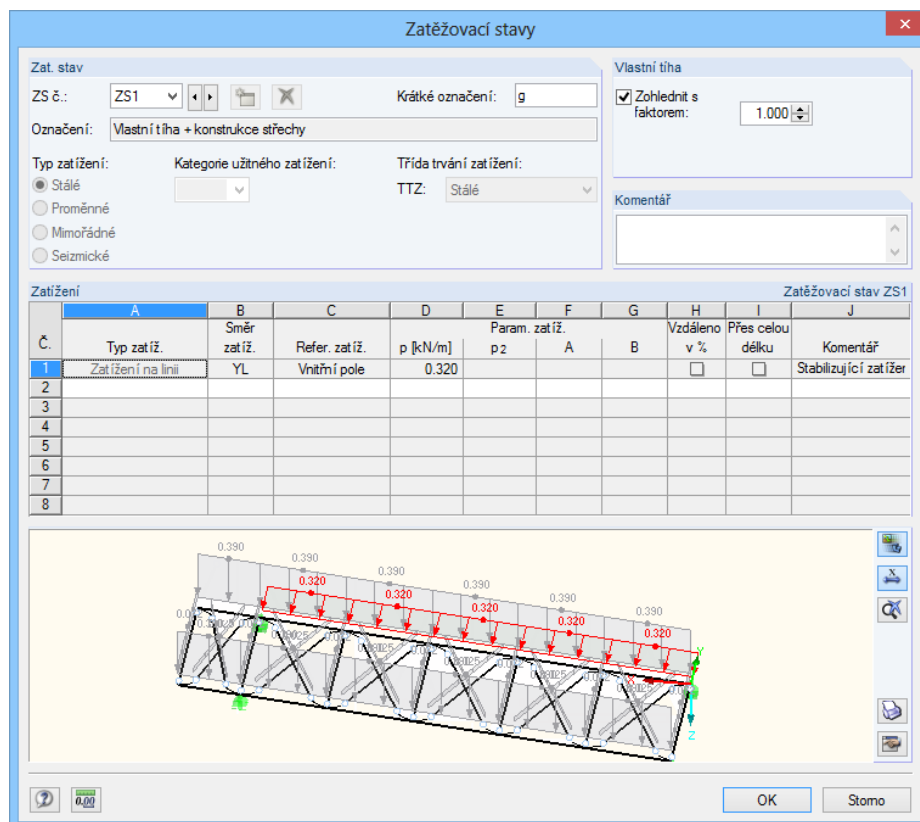 Zatěžovací stavy
Zat. stav
ZS č.: ZS1 Krátké označení: g
Označení: Vlastní tíha + konstrukce střechy
Typ zatížení: Kategorie užitného zatížení: Třída trvání zatížení:
Stálé TTZ: Stálé
Proměnné
Mimořádné
Seizmické
Vlastní tíha
Zohlednit s
faktorem: 1.000
Komentář
Zatížení Zatěžovací stav ZS1
A B C D E F G H I J
Směr Param. zatíž. Vzdáleno Přes celou
Č. Typ zatíž. zatíž. Refer. zatíž. p [kN/m] p2 A B v % délku Komentář
1 Zatížení na linii YL Vnitřní pole 0.320 Stabilizující zatížer
2
3
4
5
6
7
8
0.390
0.390
0.390
0.390
0.390
0.390
0.320
0.320
0.320
0.320
0.320
X
Y
Z
x
0.00
OK Storno